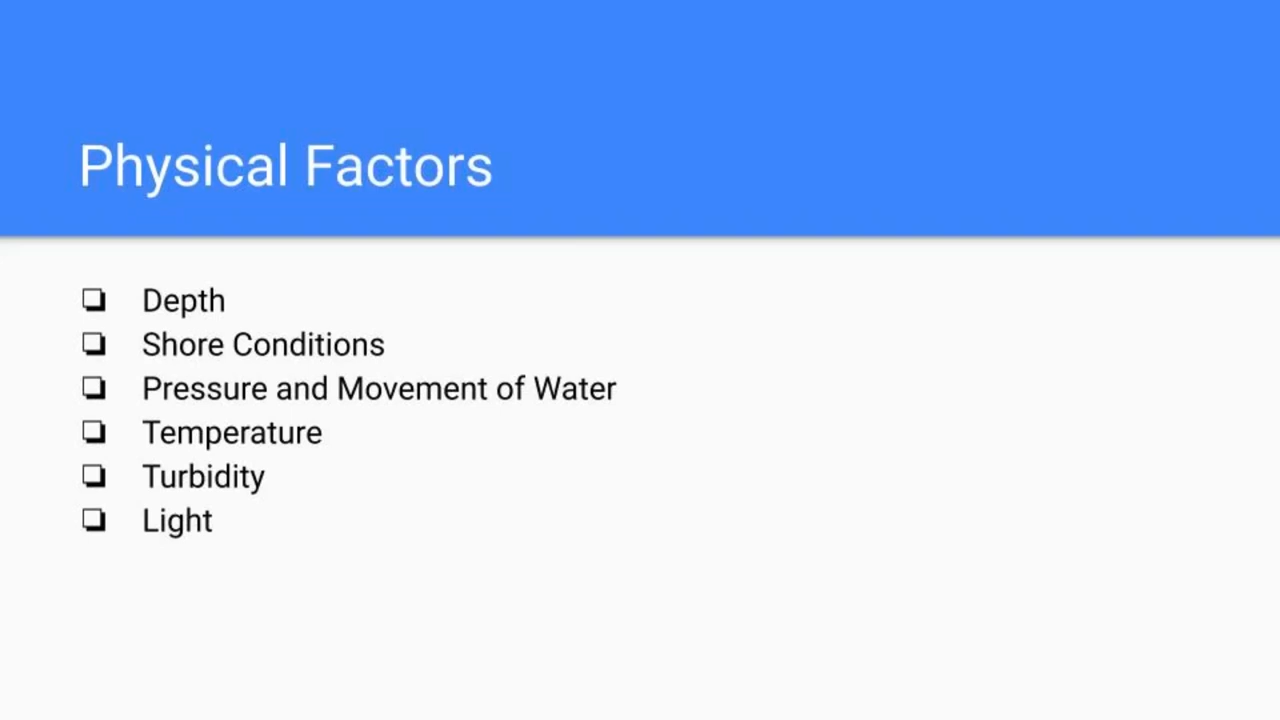 Physical Factors
❏ Depth
❏ Shore Conditions
❏ Pressure and Movement of Water
❏ Temperature
❏ Turbidity
❏ Light